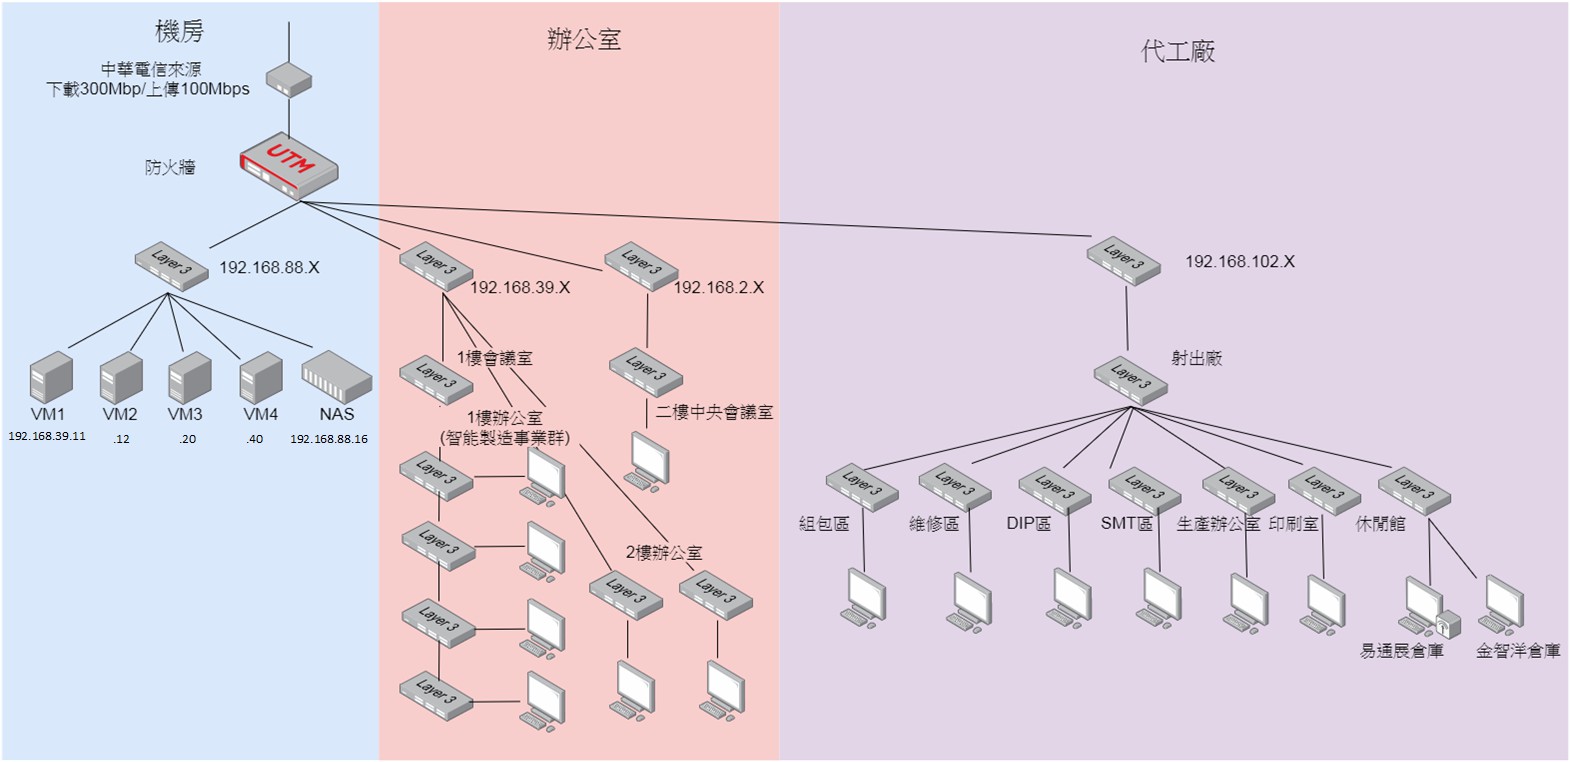 機房
辦公室
代工廠
中華電信來源
下載300Mbp/上傳100Mbps
UTM
防火牆
Layer 3
192.168.88.X
Layer 3
192.168.39.X
Layer 3
192.168.2.X
Layer 3
192.168.102.X
VM1
VM2
VM3
VM4
NAS
192.168.39.11
.12
.20
.40
192.168.88.16
1樓會議室
Layer 3
1樓辦公室
(智能製造事業群)
Layer 3
Layer 3
Layer 3
Layer 3
2樓辦公室
Layer 3
Layer 3
Layer 3
二樓中央會議室
射出廠
Layer 3
Layer 3
Layer 3
Layer 3
Layer 3
Layer 3
Layer 3
Layer 3
組包區
維修區
DIP區
SMT區
生產辦公室
印刷室
休閒館
易通展倉庫
金智洋倉庫